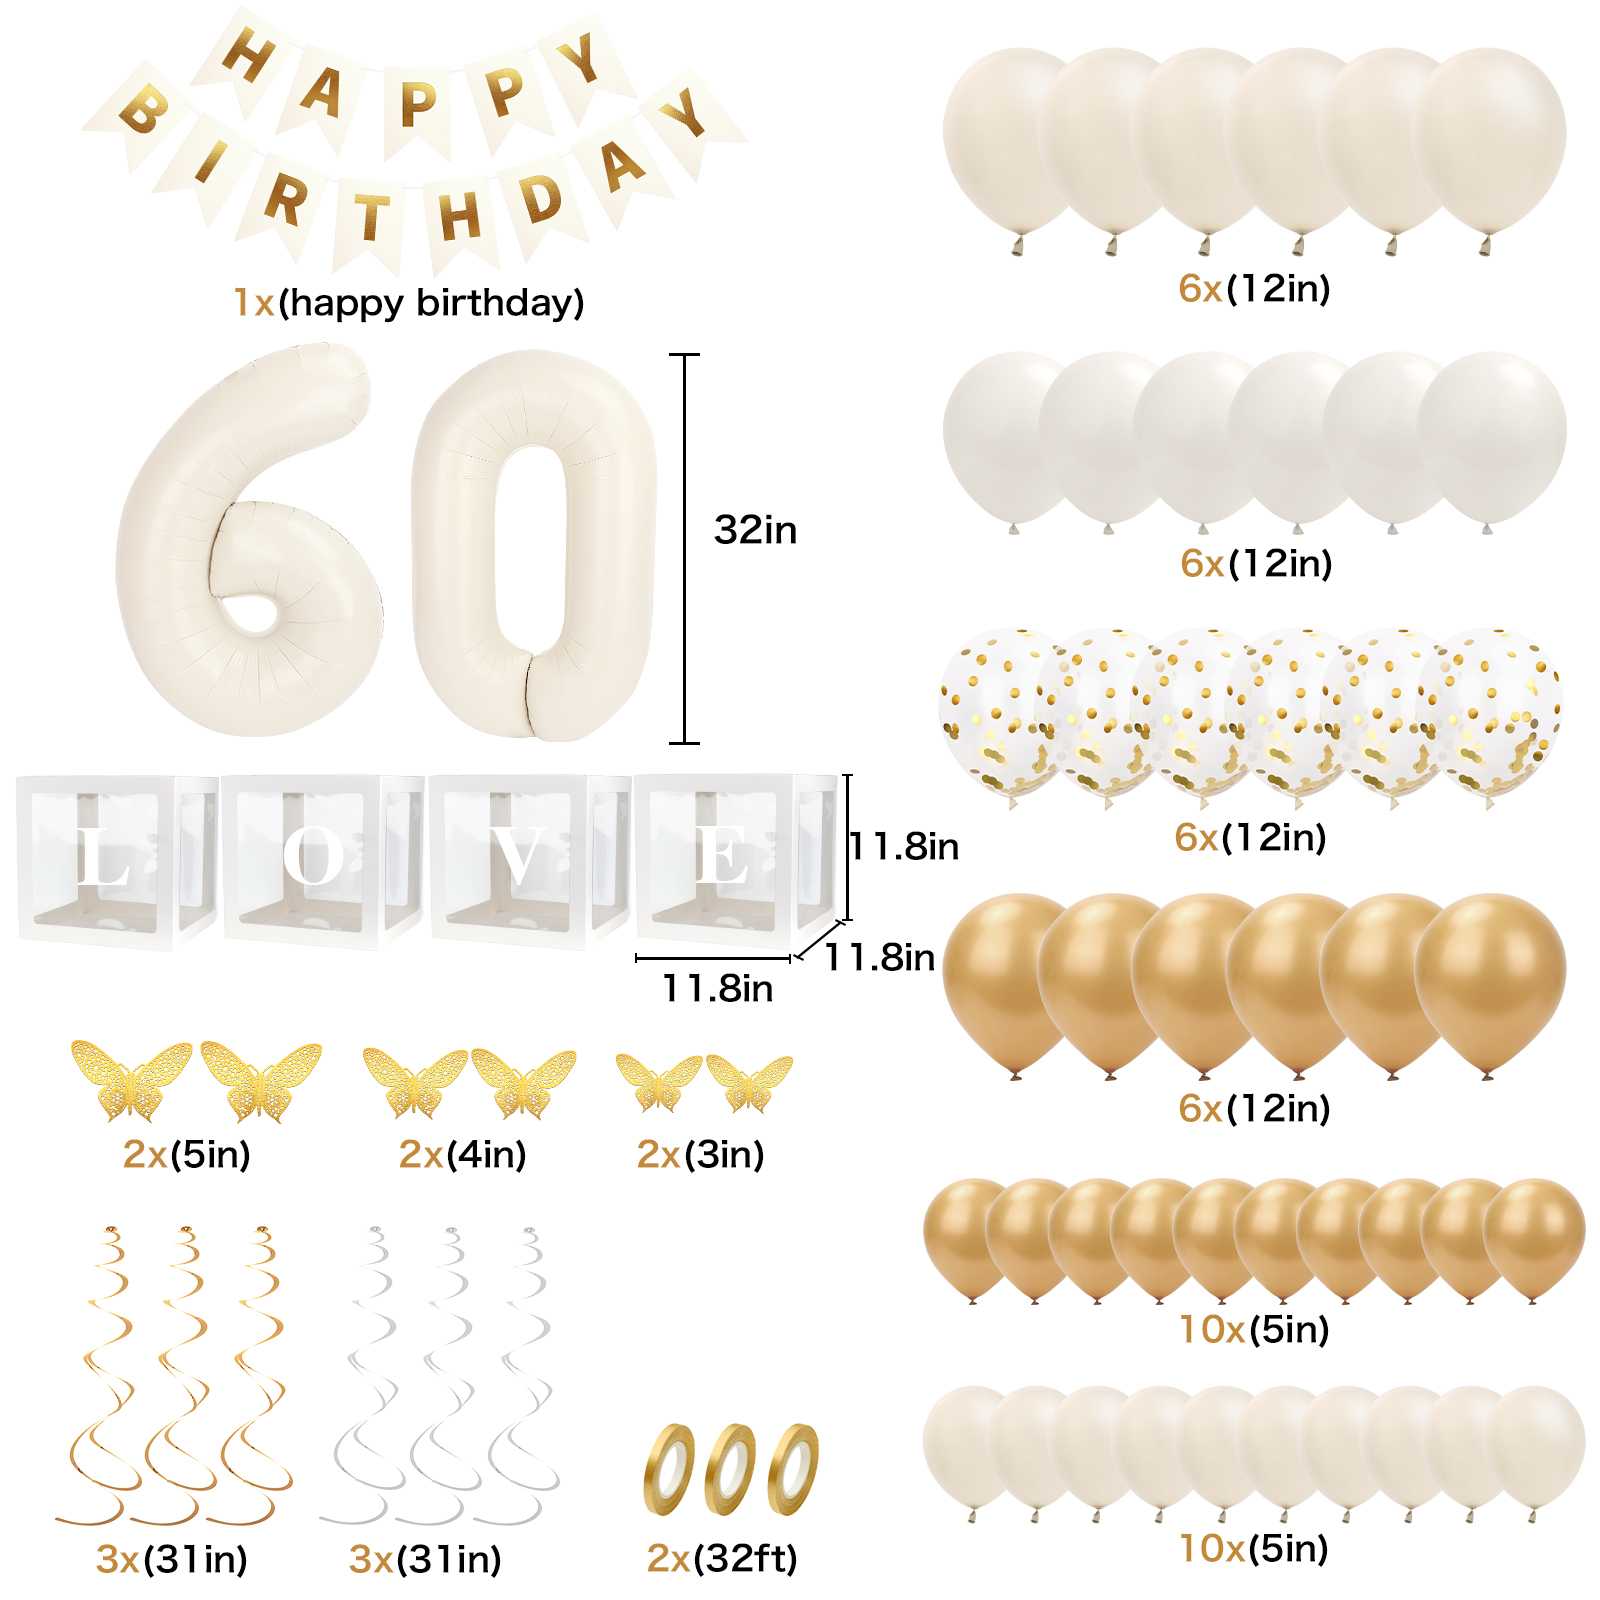 HAPPY
BIRTHDAY
1x(happy birthday)
60
32in
L O V E
11.8in
11.8in
11.8in
2x(5in)
2x(4in)
2x(3in)
3x(31in)
3x(31in)
2x(32ft)
6x(12in)
6x(12in)
6x(12in)
6x(12in)
10x(5in)
10x(5in)